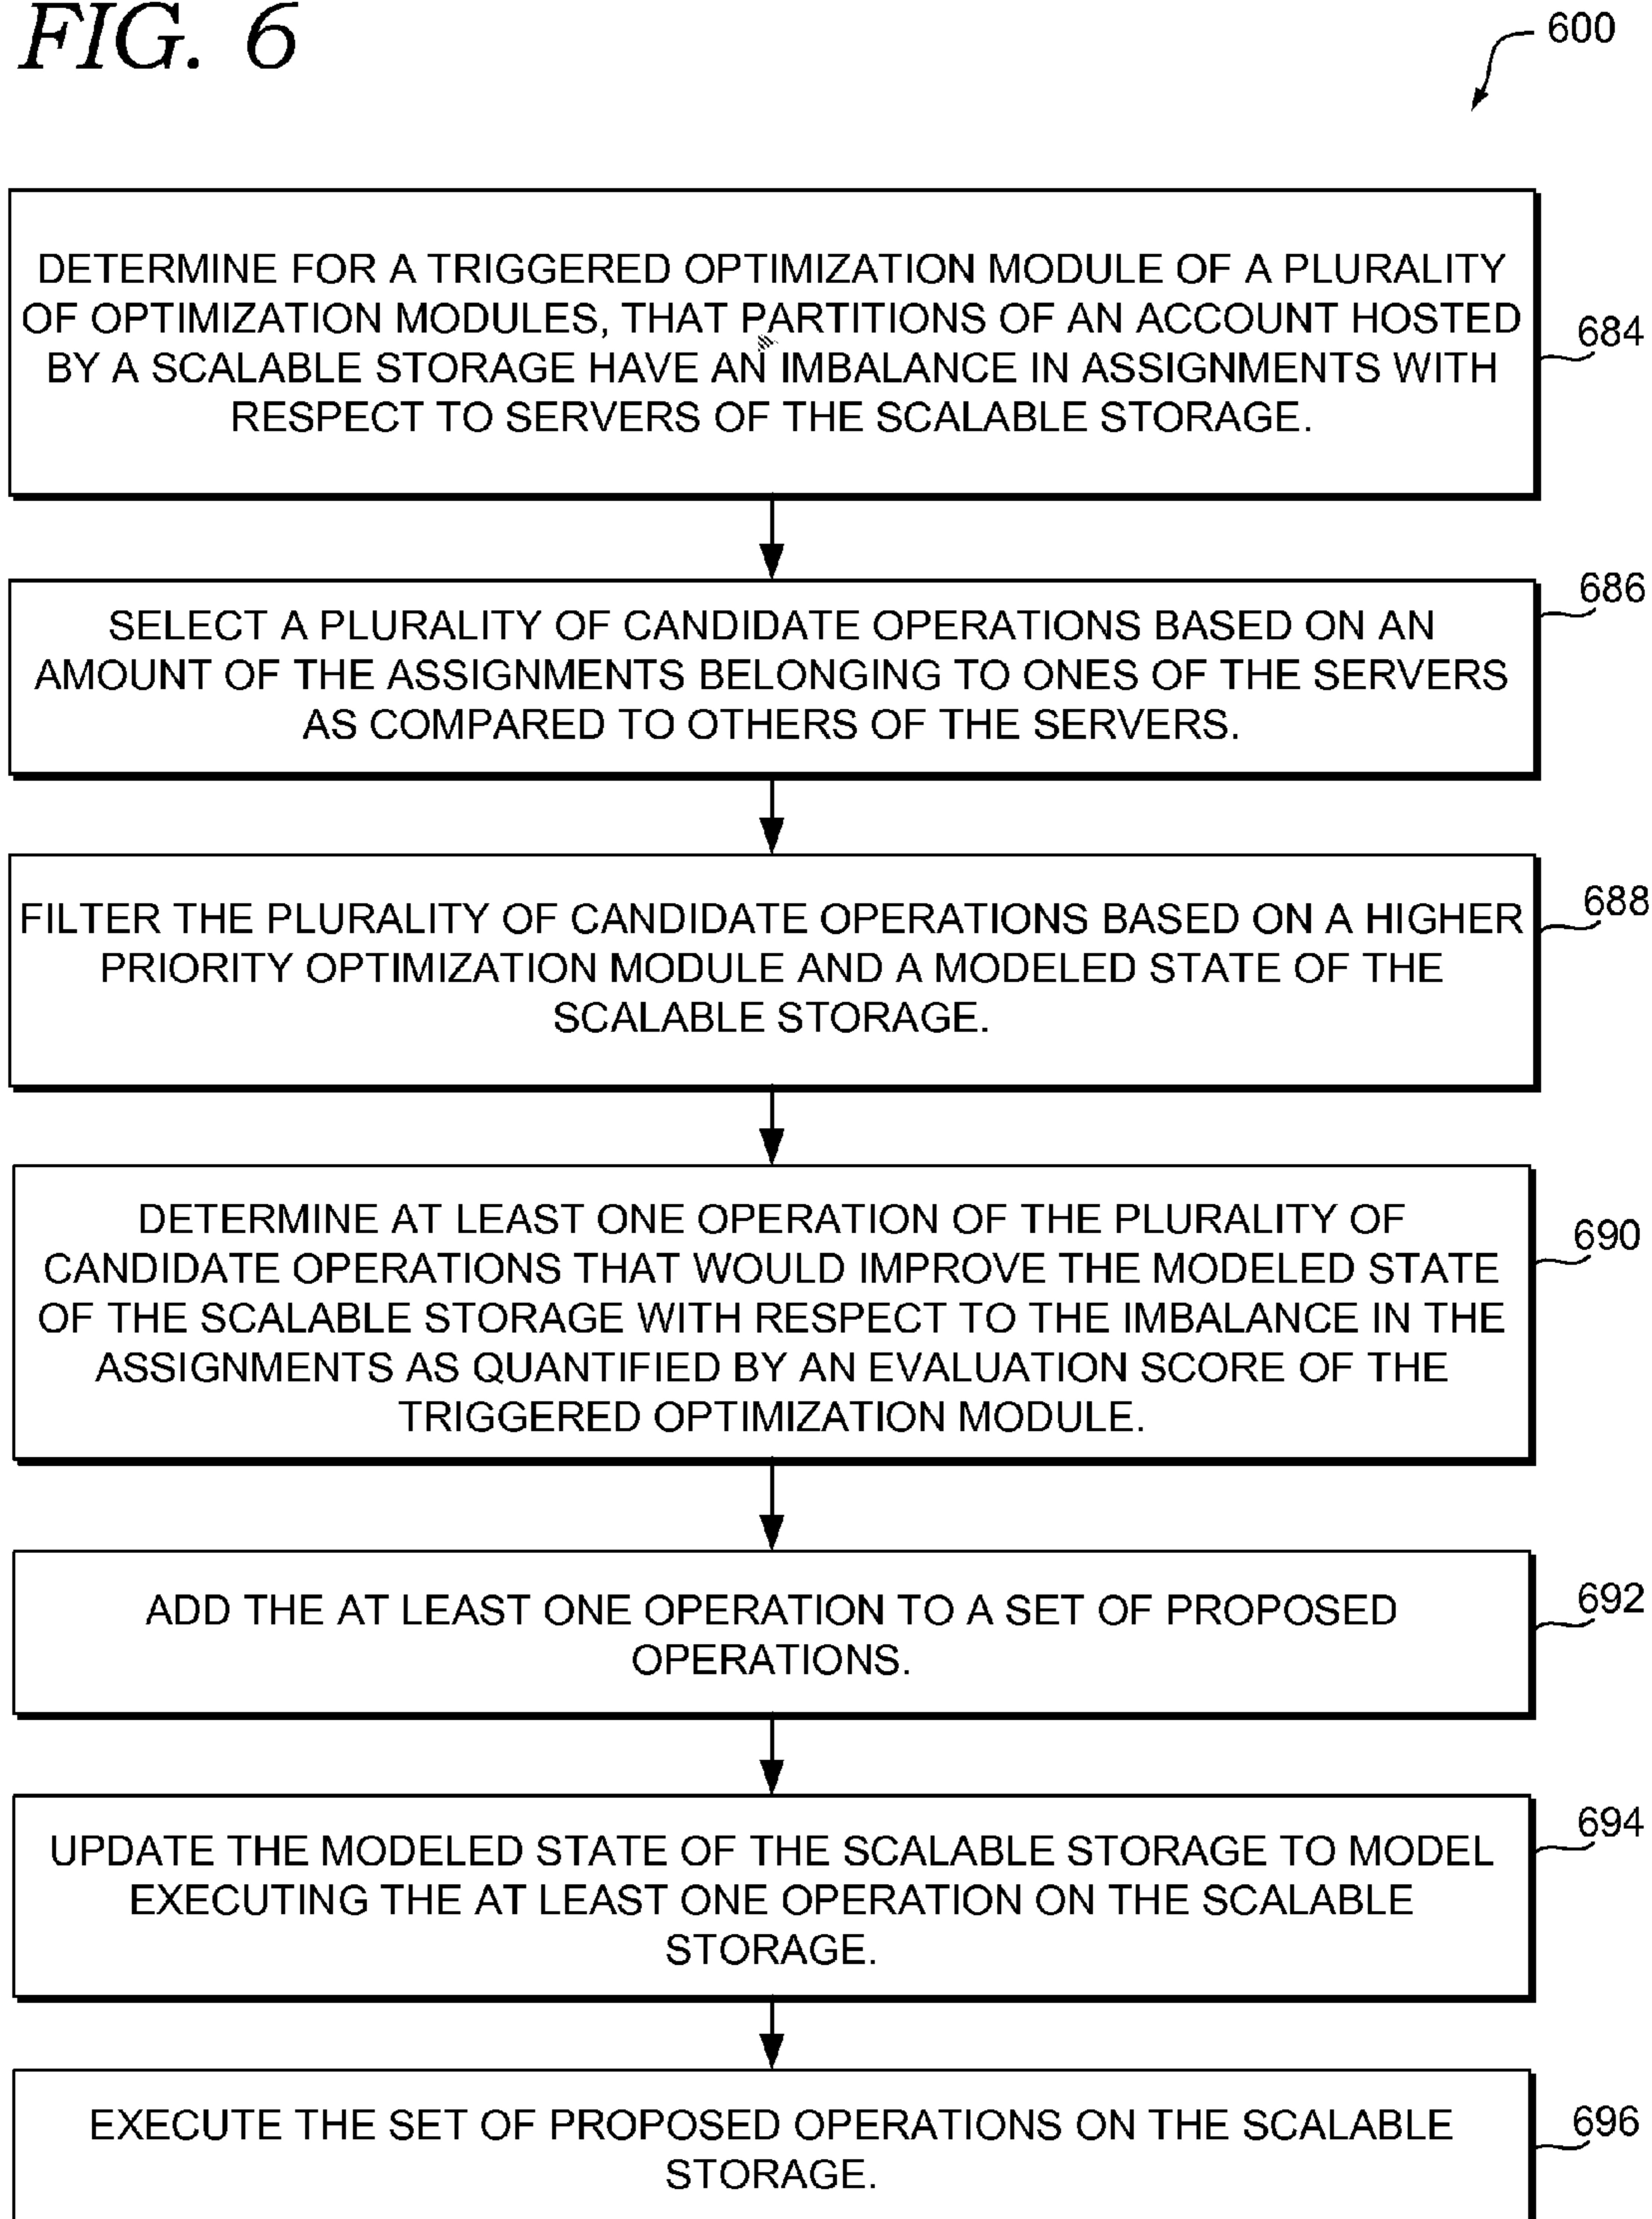 FIG. 6
600
DETERMINE FOR A TRIGGERED OPTIMIZATION MODULE OF A PLURALITY
OF OPTIMIZATION MODULES, THAT PARTITIONS OF AN ACCOUNT HOSTED
BY A SCALABLE STORAGE HAVE AN IMBALANCE IN ASSIGNMENTS WITH
RESPECT TO SERVERS OF THE SCALABLE STORAGE.
684
SELECT A PLURALITY OF CANDIDATE OPERATIONS BASED ON AN
AMOUNT OF THE ASSIGNMENTS BELONGING TO ONES OF THE SERVERS
AS COMPARED TO OTHERS OF THE SERVERS.
686
FILTER THE PLURALITY OF CANDIDATE OPERATIONS BASED ON A HIGHER
PRIORITY OPTIMIZATION MODULE AND A MODELED STATE OF THE
SCALABLE STORAGE.
688
DETERMINE AT LEAST ONE OPERATION OF THE PLURALITY OF
CANDIDATE OPERATIONS THAT WOULD IMPROVE THE MODELED STATE
OF THE SCALABLE STORAGE WITH RESPECT TO THE IMBALANCE IN THE
ASSIGNMENTS AS QUANTIFIED BY AN EVALUATION SCORE OF THE
TRIGGERED OPTIMIZATION MODULE.
690
ADD THE AT LEAST ONE OPERATION TO A SET OF PROPOSED
OPERATIONS.
692
UPDATE THE MODELED STATE OF THE SCALABLE STORAGE TO MODEL
EXECUTING THE AT LEAST ONE OPERATION ON THE SCALABLE
STORAGE.
694
EXECUTE THE SET OF PROPOSED OPERATIONS ON THE SCALABLE
STORAGE.
696